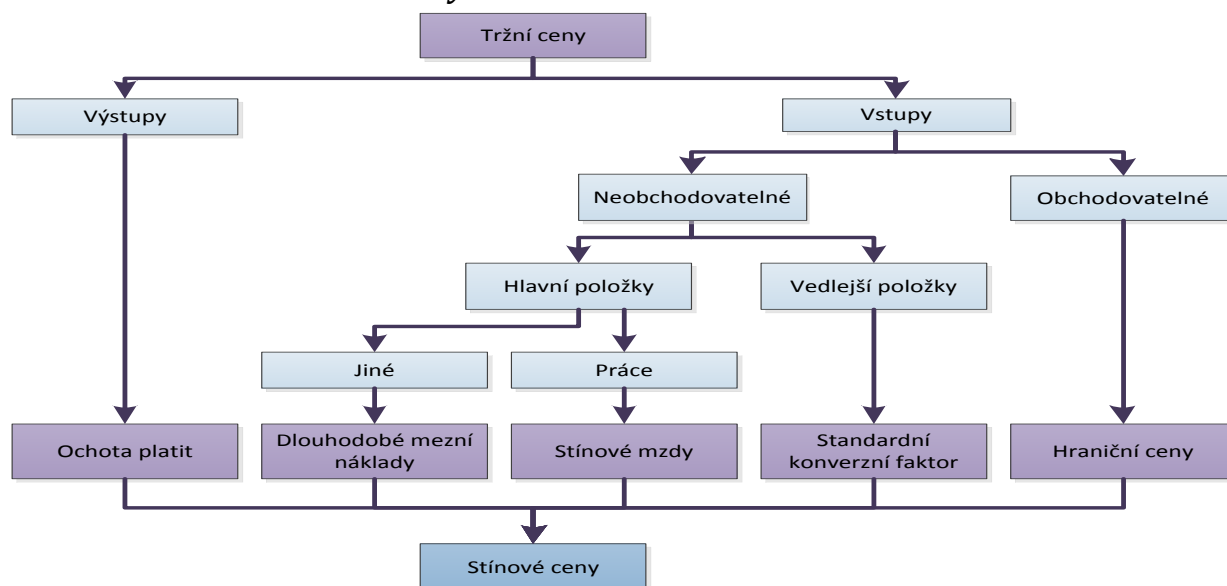 Tržní ceny
Výstupy
Vstupy
Neobchodovatelné
Obchodovatelné
Hlavní položky
Vedlejší položky
Jiné
Práce
Ochota platit
Dlouhodobé mezní
náklady
Stínové mzdy
Standardní
konverzní faktor
Hraniční ceny
Stínové ceny